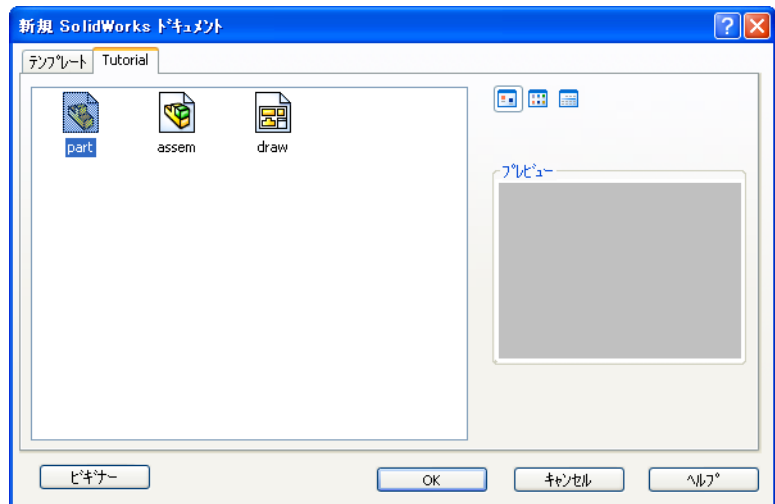 新規 SolidWorks ﾄﾞｷｭﾒﾝﾄ
ﾃﾝﾌﾟﾚｰﾄ Tutorial
part assem draw
ﾌﾟﾚﾋﾞｭｰ
ﾋﾞｷﾞﾅｰ OK ｷｬﾝｾﾙ ﾍﾙﾌﾟ